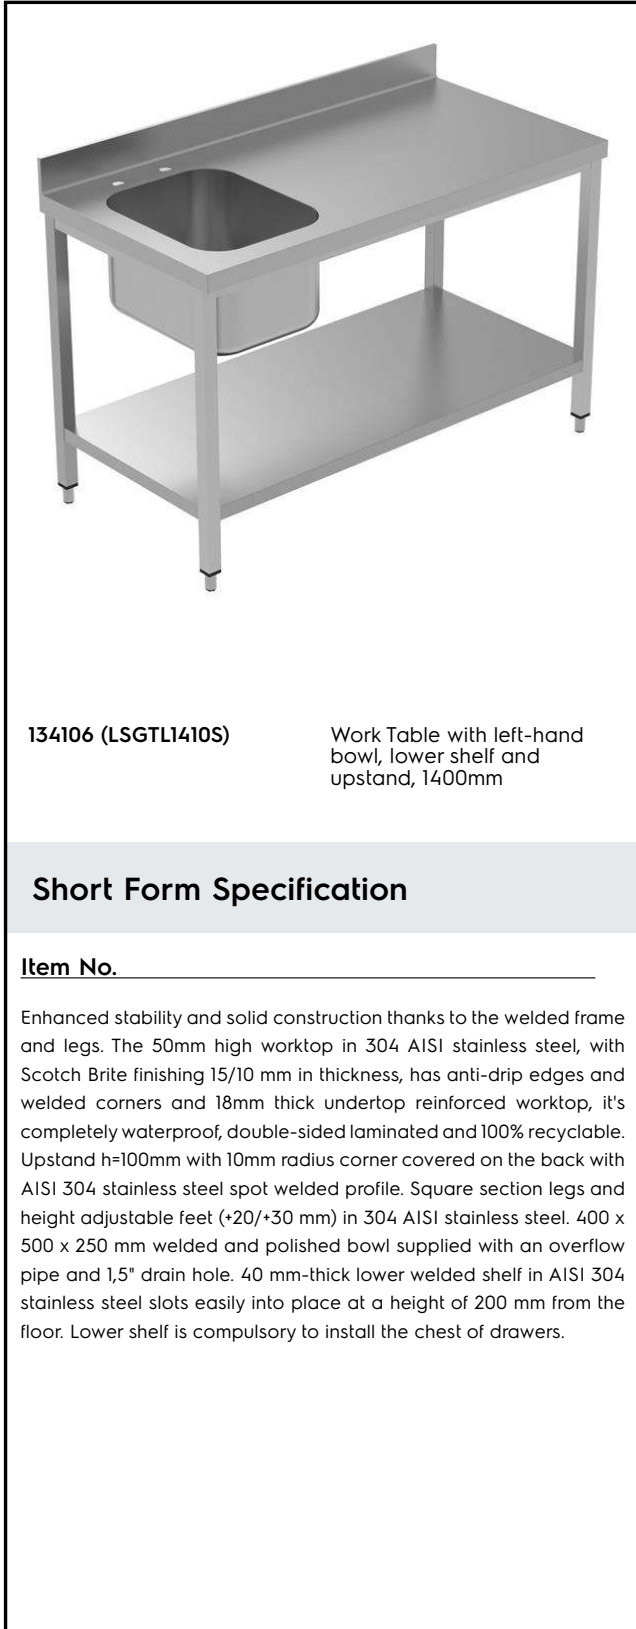 134106 (LSGTL1410S)
Work Table with left-hand
bowl, lower shelf and
upstand, 1400mm
Short Form Specification
Item No.
Enhanced stability and solid construction thanks to the welded frame
and legs. The 50mm high worktop in 304 AISI stainless steel, with
Scotch Brite finishing 15/10 mm in thickness, has anti-drip edges and
welded corners and 18mm thick undertop reinforced worktop, it's
completely waterproof, double-sided laminated and 100% recyclable.
Upstand h=100mm with 10mm radius corner covered on the back with
AISI 304 stainless steel spot welded profile. Square section legs and
height adjustable feet (+20/+30 mm) in 304 AISI stainless steel. 400 x
500 x 250 mm welded and polished bowl supplied with an overflow
pipe and 1,5" drain hole. 40 mm-thick lower welded shelf in AISI 304
stainless steel slots easily into place at a height of 200 mm from the
floor. Lower shelf is compulsory to install the chest of drawers.